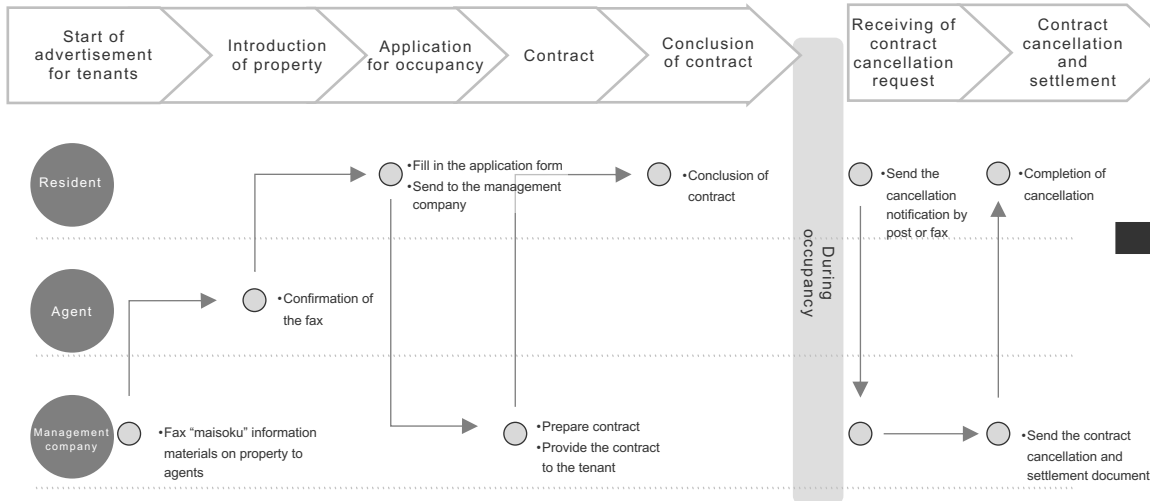 Start of
advertisement
for tenants
Introduction
of property
Application
for occupancy
Contract
Conclusion
of contract
Receiving of
contract
cancellation
request
Contract
cancellation
and
settlement
Resident
•Fill in the application form
•Send to the management
company
•Conclusion of
contract
•Send the
cancellation
notification by
post or fax
•Completion of
cancellation
During
occupancy
Agent
•Confirmation of
the fax
Management
company
•Fax “maisoku” information
materials on property to
agents
•Prepare contract
•Provide the contract
to the tenant
•Send the contract
cancellation and
settlement document